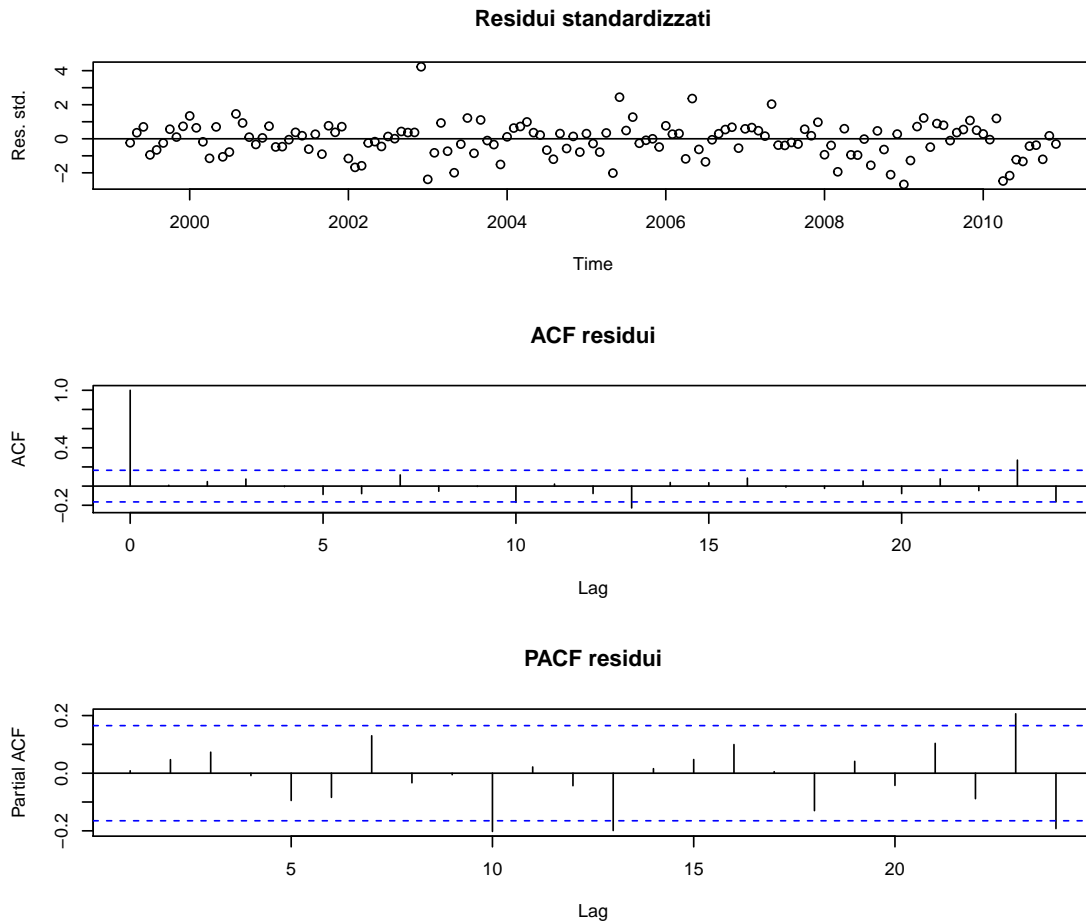 Residui standardizzati
Res. std.
4
2
0
−2
2000 2002 2004 2006 2008 2010
Time
ACF residui
ACF
1.0
0.4
−0.2
0 5 10 15 20
Lag
PACF residui
Partial ACF
0.2
0.0
−0.2
5 10 15 20
Lag